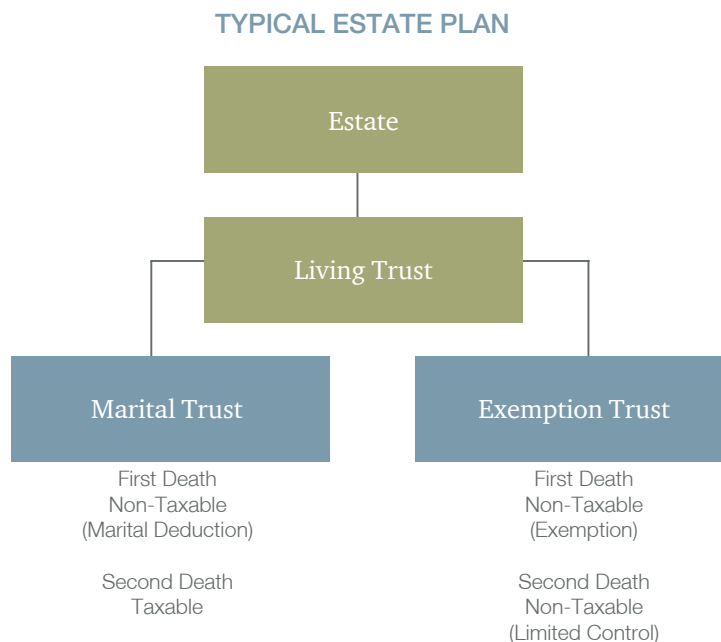 TYPICAL ESTATE PLAN
Estate
Living Trust
Marital Trust
Exemption Trust
First Death
Non-Taxable
(Marital Deduction)
Second Death
Taxable
First Death
Non-Taxable
(Exemption)
Second Death
Non-Taxable
(Limited Control)